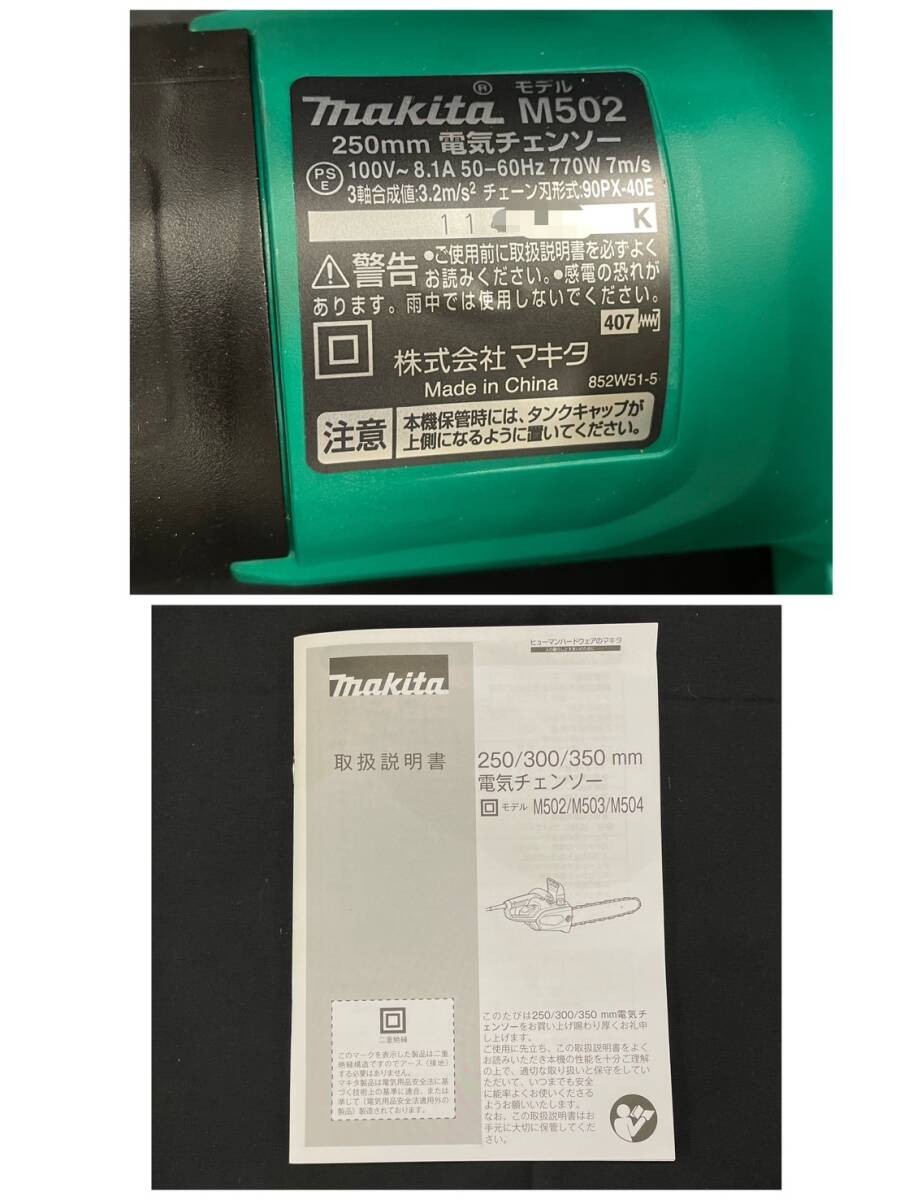 makita® モデル M502
250mm 電気チェンソー
PSE 100V~ 8.1A 50-60Hz 770W 7m/s
3軸合成値:3.2m/s² チェーン刃形式:90PX-40E
11 K
警告 •ご使用前に取扱説明書を必ずよく
お読みください。•感電の恐れが
あります。雨中では使用しないでください。
407
株式会社 マキタ
Made in China 852W51-5
注意 本機保管時には、タンクキャップが
上側になるように置いてください。
ヒューマンハードウェアのマキタ
makita
取扱説明書
250/300/350 mm
電気チェンソー
モデル M502/M503/M504
二重絶縁
このマークを表示した製品は二重
絶縁構造ですのでアース（接地）
する必要はありません。
マキタ製品は電気用品安全法に基
づく技術上の基準に適合、または
準じて（電気用品安全法適用外の
製品）製造されております。
このたびは250/300/350 mm電気チ
ェンソーをお買い上げ賜わり厚くお礼申
し上げます。
ご使用に先立ち、この取扱説明書をよく
お読みいただき本機の性能を十分ご理解
の上で、適切な取り扱いと保守をしてい
ただいて、いつまでも安全
に能率よくお使いくださる
ようお願いいたします。
なお、この取扱説明書はお
手元に大切に保管してくだ
さい。